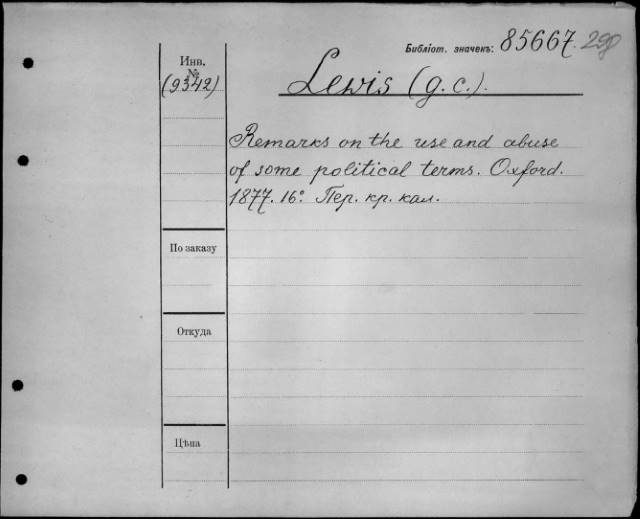 Библіот. значекъ: 85667.
Инв.
№
(9342)
Lewis (G. C.).
Remarks on the use and abuse
of some political terms. Oxford.
1877. 16°. Пер. кр. кал.
По заказу
Откуда
Цѣна